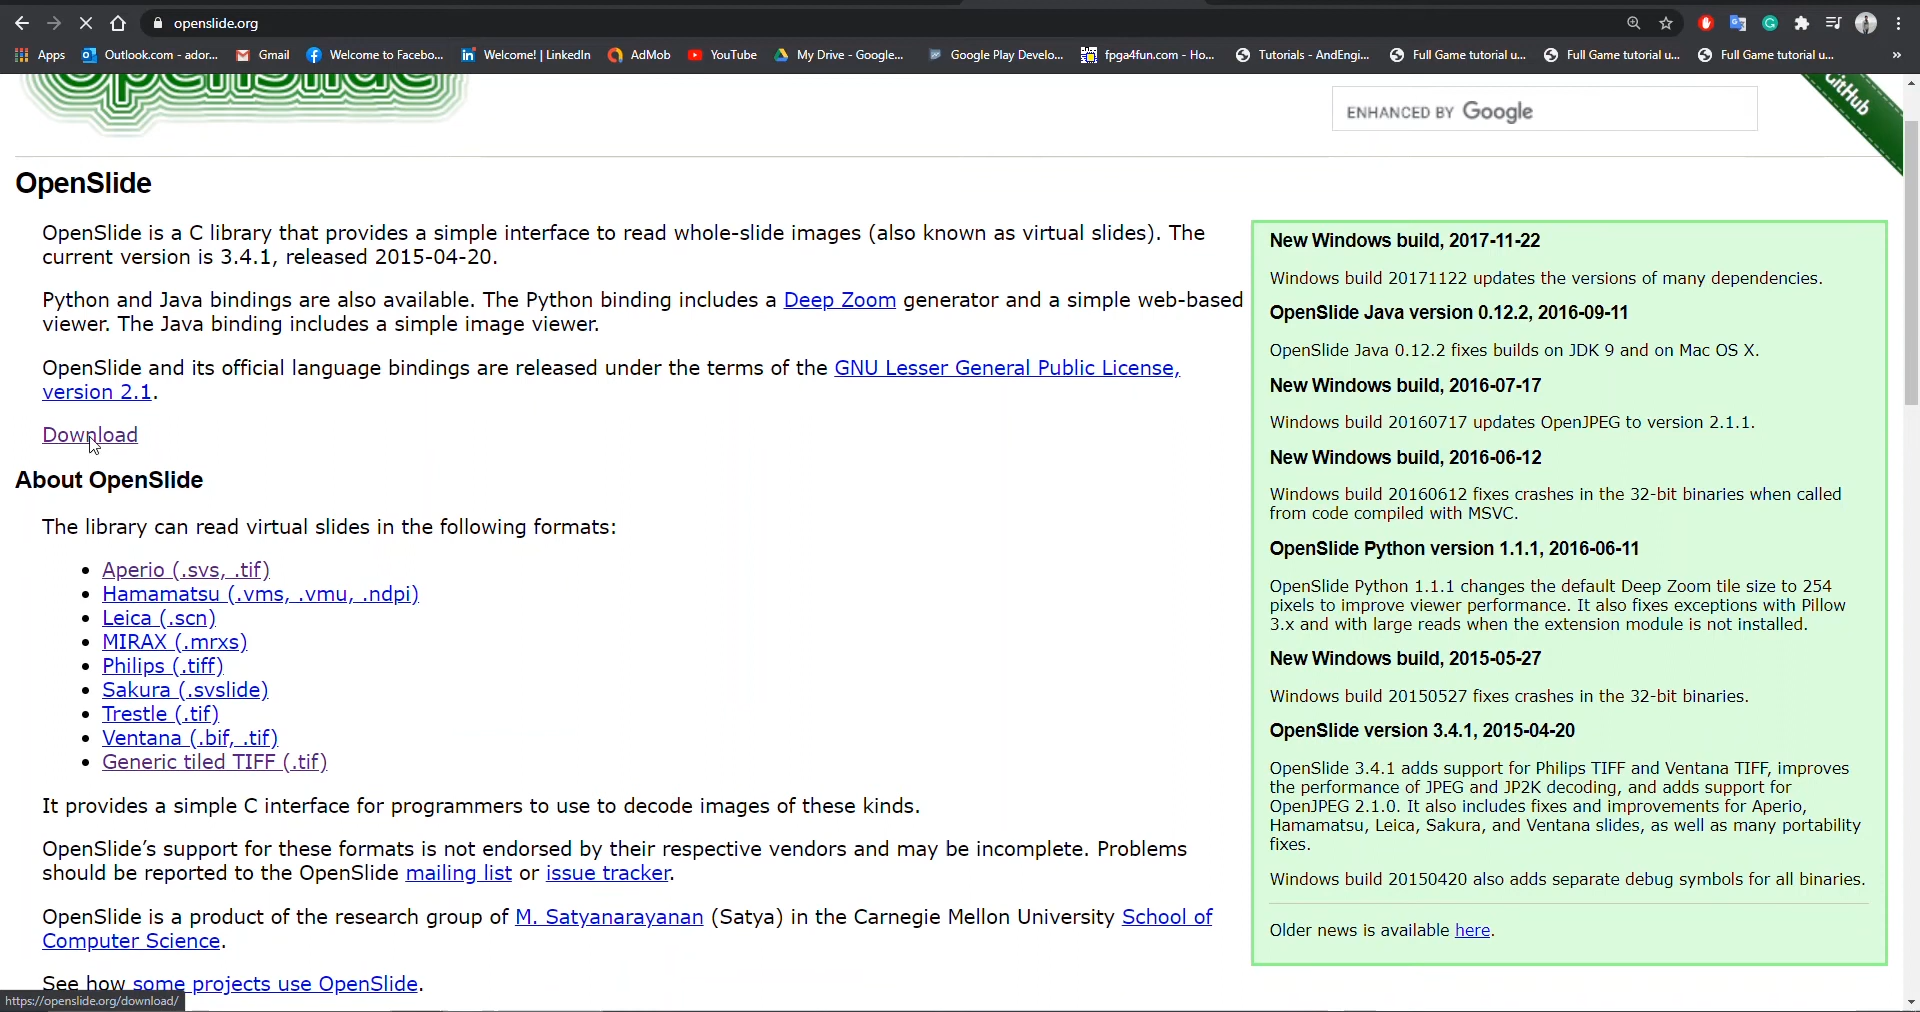 openslide.org
Apps Outlook.com - ador... Gmail Welcome to Facebo... Welcome! | LinkedIn AdMob YouTube My Drive - Google... Google Play Develo... fpga4fun.com - Ho... Tutorials - AndEngi... Full Game tutorial u... Full Game tutorial u... Full Game tutorial u... »
OpenSlide
ENHANCED BY Google
GitHub
OpenSlide
OpenSlide is a C library that provides a simple interface to read whole-slide images (also known as virtual slides). The
current version is 3.4.1, released 2015-04-20.
Python and Java bindings are also available. The Python binding includes a Deep Zoom generator and a simple web-based
viewer. The Java binding includes a simple image viewer.
OpenSlide and its official language bindings are released under the terms of the GNU Lesser General Public License,
version 2.1.
Download
About OpenSlide
The library can read virtual slides in the following formats:
• Aperio (.svs, .tif)
• Hamamatsu (.vms, .vmu, .ndpi)
• Leica (.scn)
• MIRAX (.mrxs)
• Philips (.tiff)
• Sakura (.svslide)
• Trestle (.tif)
• Ventana (.bif, .tif)
• Generic tiled TIFF (.tif)
It provides a simple C interface for programmers to use to decode images of these kinds.
OpenSlide's support for these formats is not endorsed by their respective vendors and may be incomplete. Problems
should be reported to the OpenSlide mailing list or issue tracker.
OpenSlide is a product of the research group of M. Satyanarayanan (Satya) in the Carnegie Mellon University School of
Computer Science.
See how some projects use OpenSlide.
New Windows build, 2017-11-22
Windows build 20171122 updates the versions of many dependencies.
OpenSlide Java version 0.12.2, 2016-09-11
OpenSlide Java 0.12.2 fixes builds on JDK 9 and on Mac OS X.
New Windows build, 2016-07-17
Windows build 20160717 updates OpenJPEG to version 2.1.1.
New Windows build, 2016-06-12
Windows build 20160612 fixes crashes in the 32-bit binaries when called
from code compiled with MSVC.
OpenSlide Python version 1.1.1, 2016-06-11
OpenSlide Python 1.1.1 changes the default Deep Zoom tile size to 254
pixels to improve viewer performance. It also fixes exceptions with Pillow
3.x and with large reads when the extension module is not installed.
New Windows build, 2015-05-27
Windows build 20150527 fixes crashes in the 32-bit binaries.
OpenSlide version 3.4.1, 2015-04-20
OpenSlide 3.4.1 adds support for Philips TIFF and Ventana TIFF, improves
the performance of JPEG and JP2K decoding, and adds support for
OpenJPEG 2.1.0. It also includes fixes and improvements for Aperio,
Hamamatsu, Leica, Sakura, and Ventana slides, as well as many portability
fixes.
Windows build 20150420 also adds separate debug symbols for all binaries.
Older news is available here.
https://openslide.org/download/